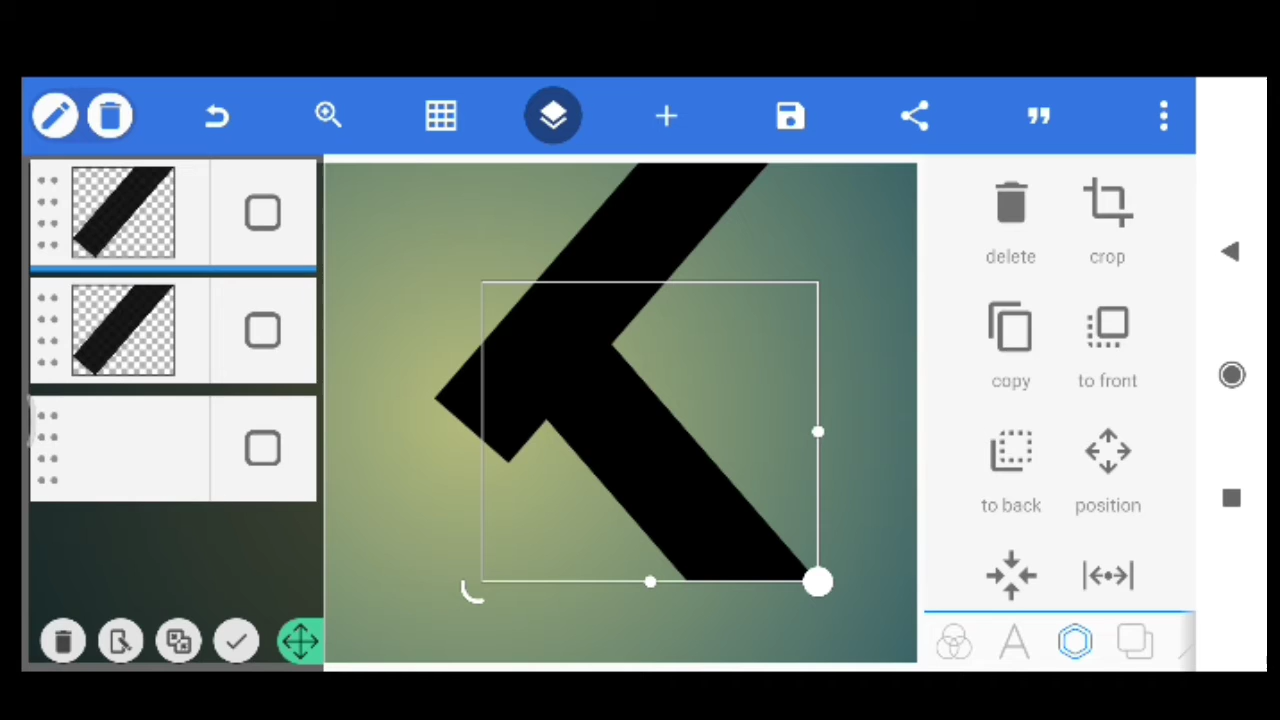 delete
crop
copy
to front
to back
position